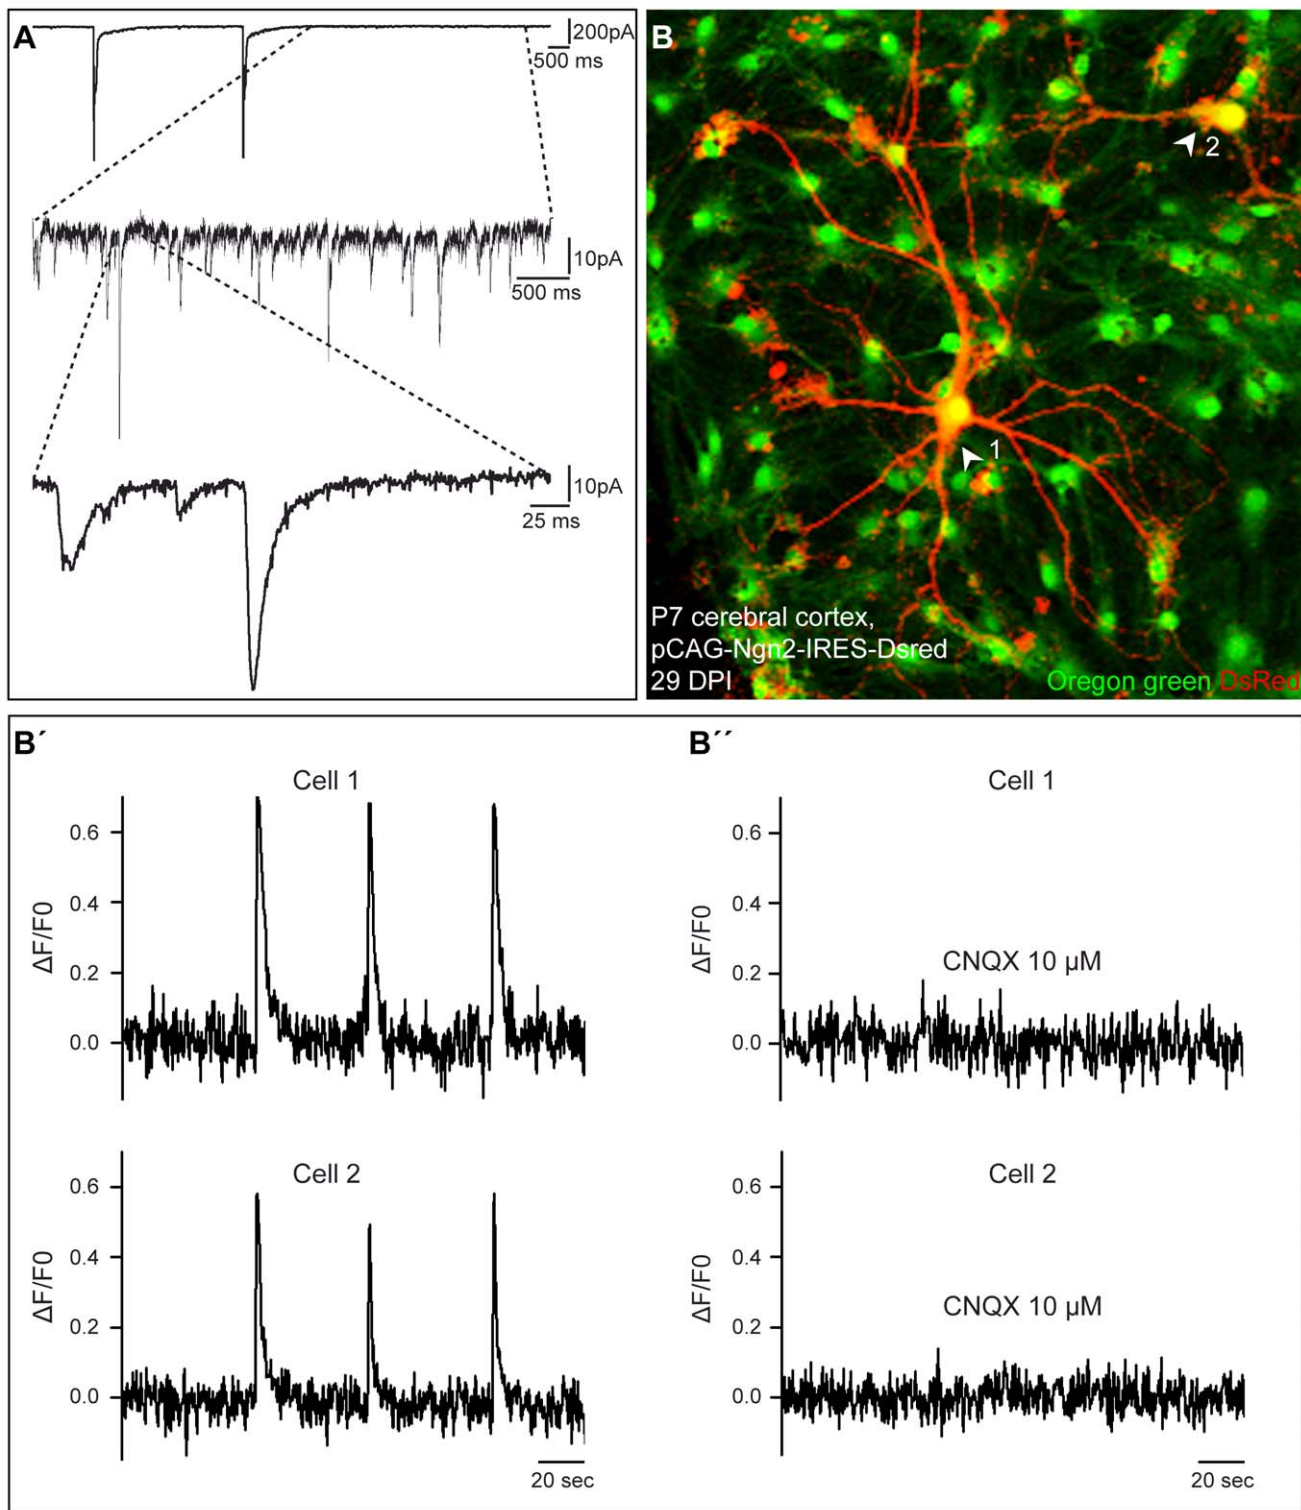 A
200pA
500 ms
10pA
500 ms
10pA
25 ms
B
2
1
P7 cerebral cortex,
pCAG-Ngn2-IRES-Dsred
29 DPI
Oregon green DsRed
B´
Cell 1
ΔF/F0
0.6
0.4
0.2
0.0
Cell 2
ΔF/F0
0.6
0.4
0.2
0.0
20 sec
B´´
Cell 1
ΔF/F0
0.6
0.4
0.2
0.0
CNQX 10 µM
Cell 2
ΔF/F0
0.6
0.4
0.2
0.0
CNQX 10 µM
20 sec